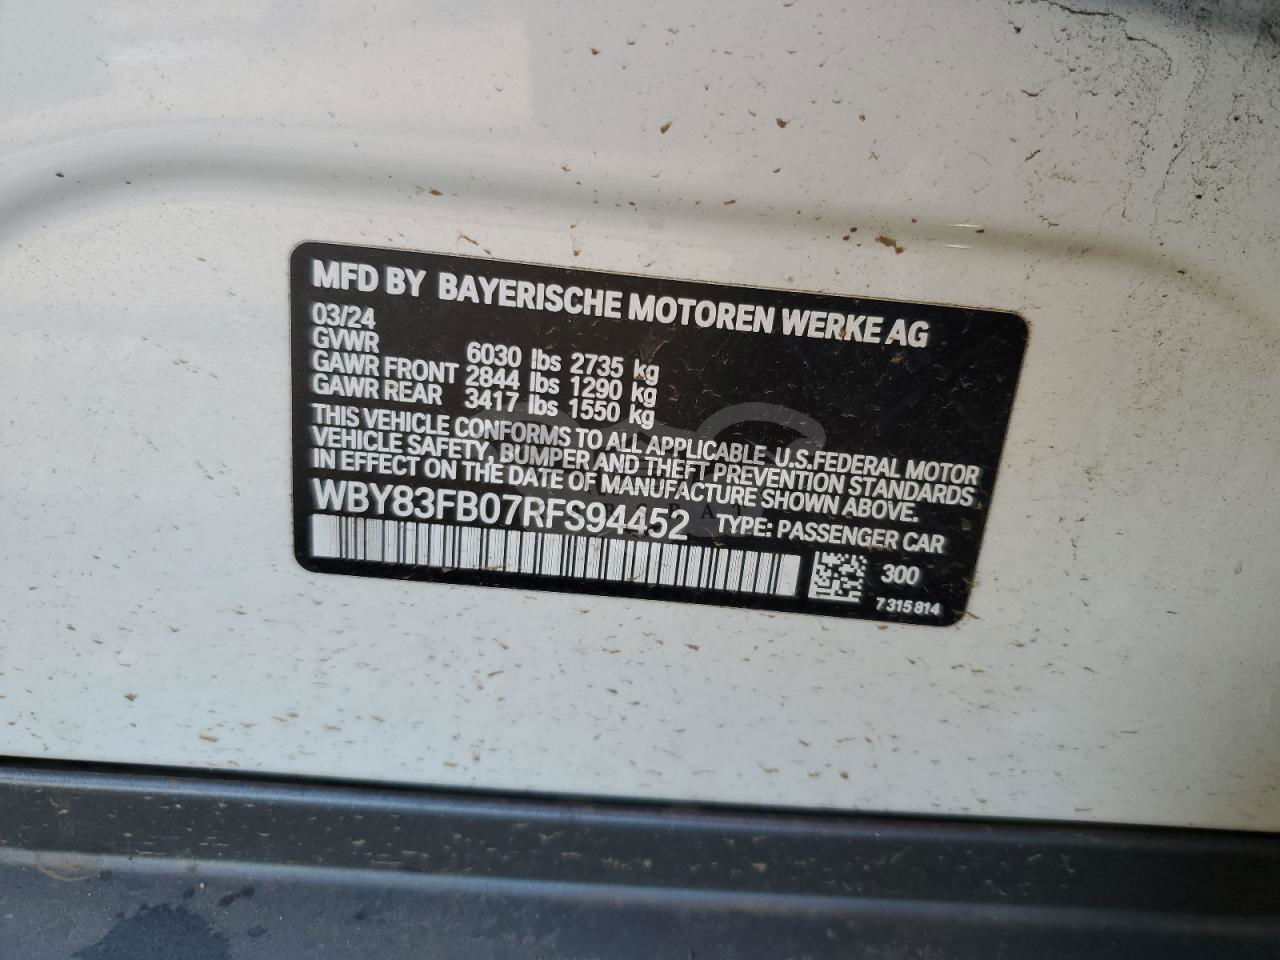 MFD BY BAYERISCHE MOTOREN WERKE AG
03/24
GVWR 6030 lbs 2735 kg
GAWR FRONT 2844 lbs 1290 kg
GAWR REAR 3417 lbs 1550 kg
THIS VEHICLE CONFORMS TO ALL APPLICABLE U.S.FEDERAL MOTOR
VEHICLE SAFETY, BUMPER AND THEFT PREVENTION STANDARDS
IN EFFECT ON THE DATE OF MANUFACTURE SHOWN ABOVE.
WBY83FB07RFS94452 TYPE: PASSENGER CAR
300
7 315 814